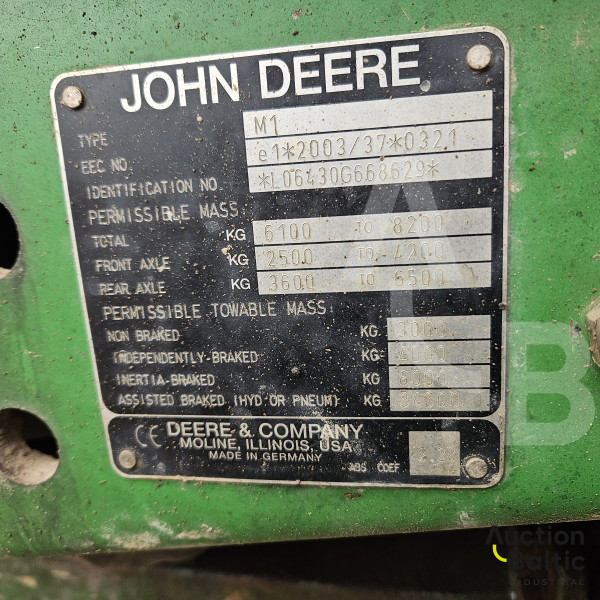 JOHN DEERE
TYPE M1
EEC NO. e1*2003/37*0321
IDENTIFICATION NO. *L06430G668629*
PERMISSIBLE MASS:
TOTAL KG 6100 TO 8200
FRONT AXLE KG 2500 TO 4200
REAR AXLE KG 3600 TO 6500
PERMISSIBLE TOWABLE MASS:
NON BRAKED KG
INDEPENDENTLY-BRAKED KG
INERTIA-BRAKED KG
ASSISTED BRAKED (HYD OR PNEUM) KG
CE DEERE & COMPANY
MOLINE, ILLINOIS, USA
MADE IN GERMANY
ABS COEF
AB
Auction
Baltic
INDUSTRIAL